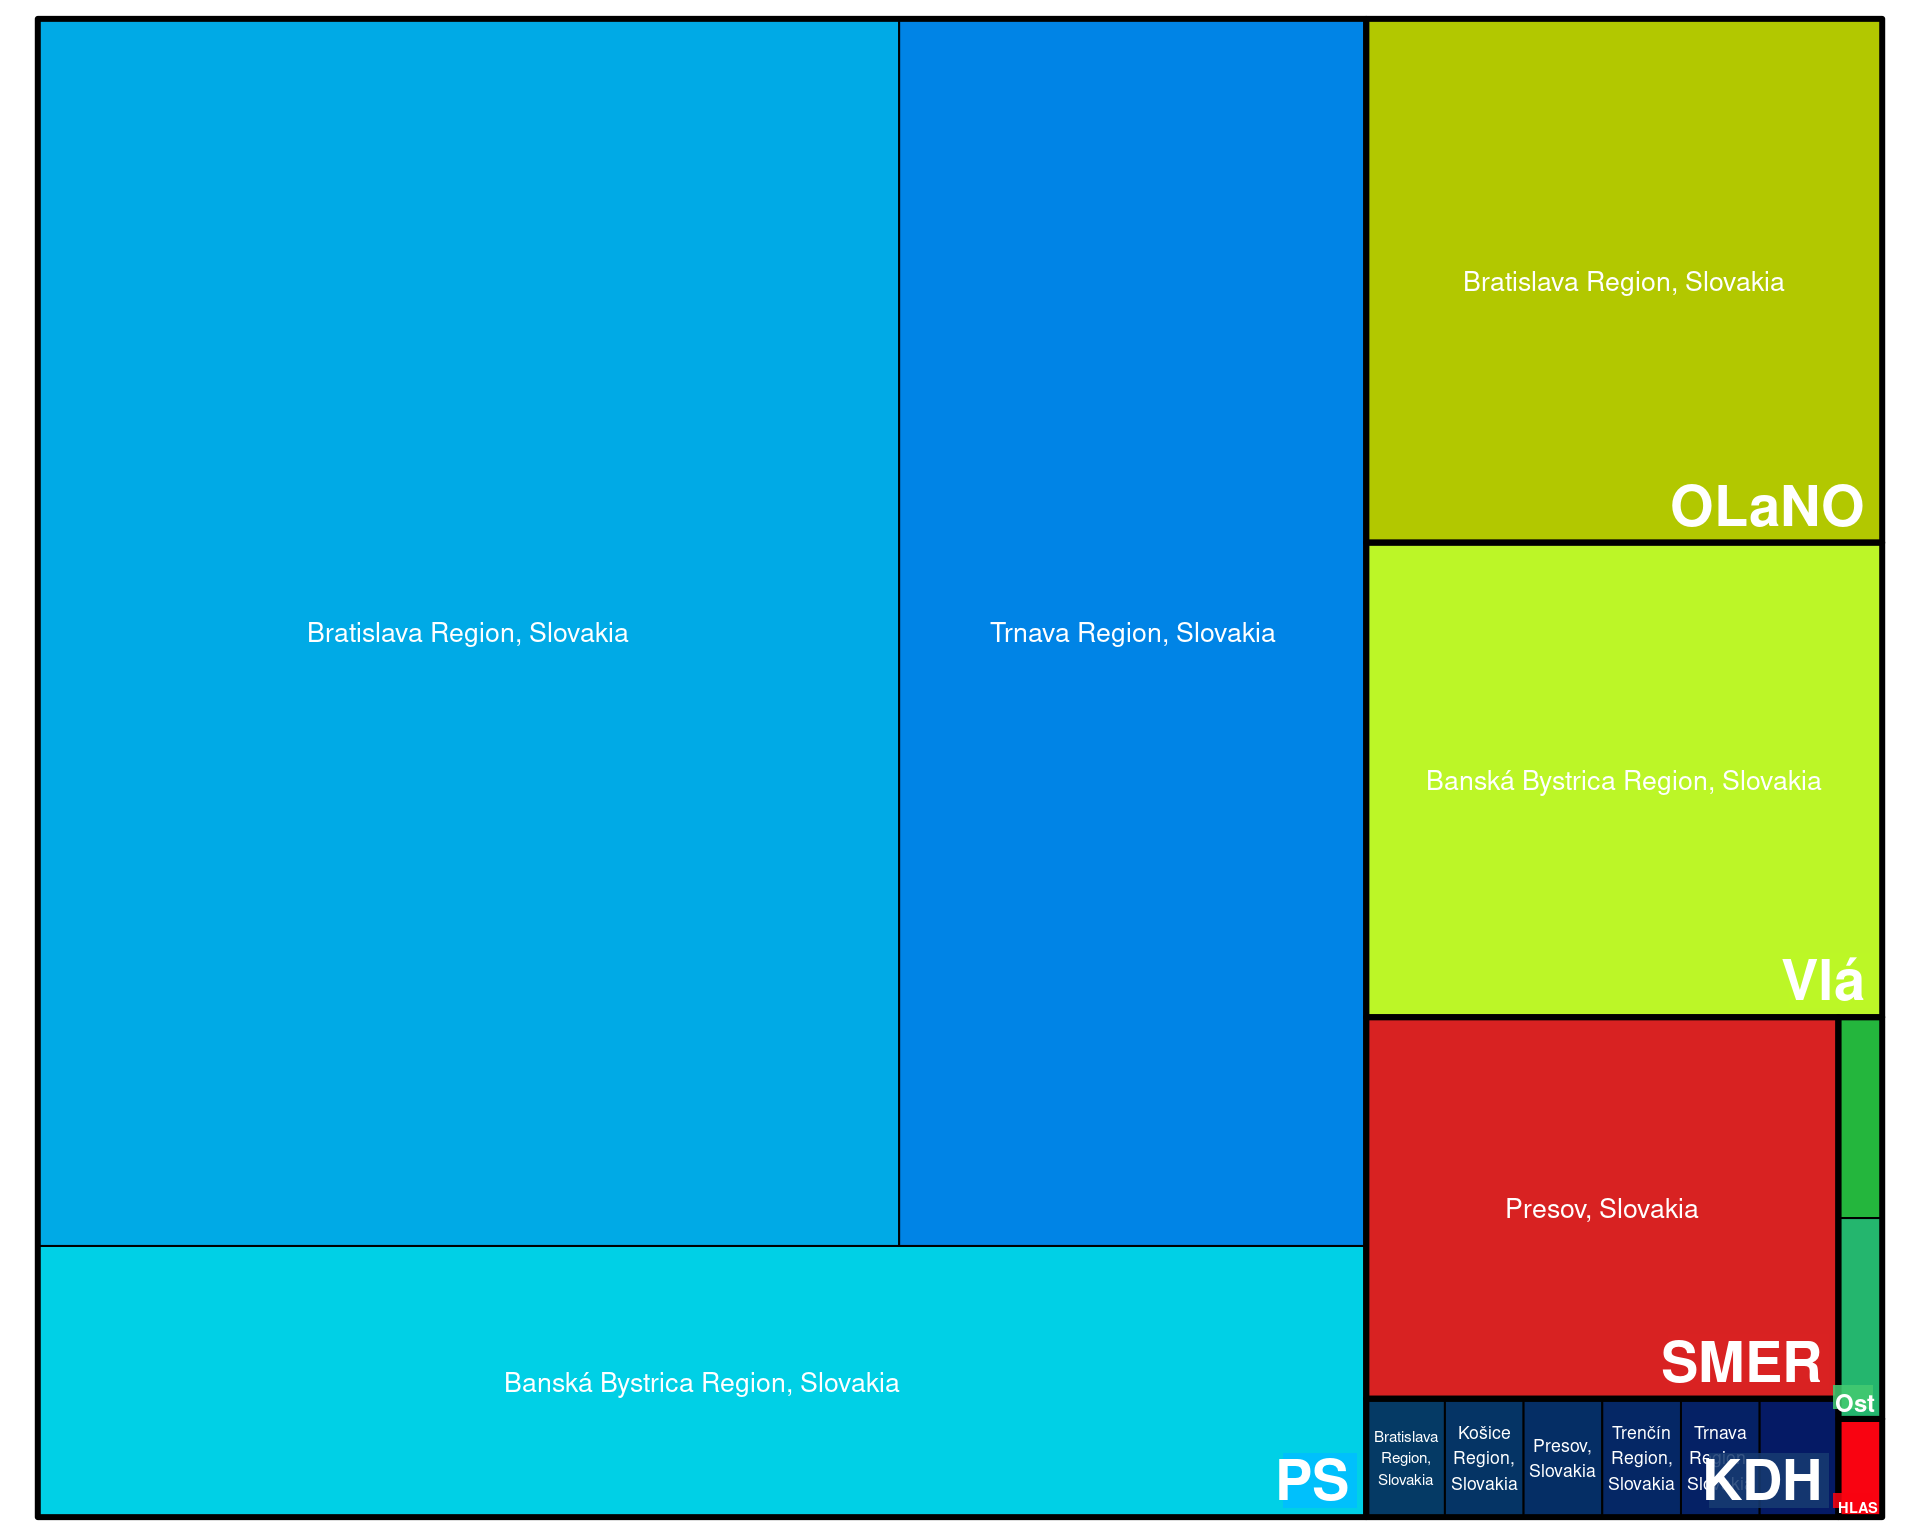 Bratislava Region, Slovakia
Trnava Region, Slovakia
Banská Bystrica Region, Slovakia
PS
Bratislava Region, Slovakia
OLaNO
Banská Bystrica Region, Slovakia
Vlá
Presov, Slovakia
SMER
Ost
Bratislava
Region,
Slovakia
Košice
Region,
Slovakia
Presov,
Slovakia
Trenčín
Region,
Slovakia
Trnava
Region,
Slovakia
KDH
HLAS